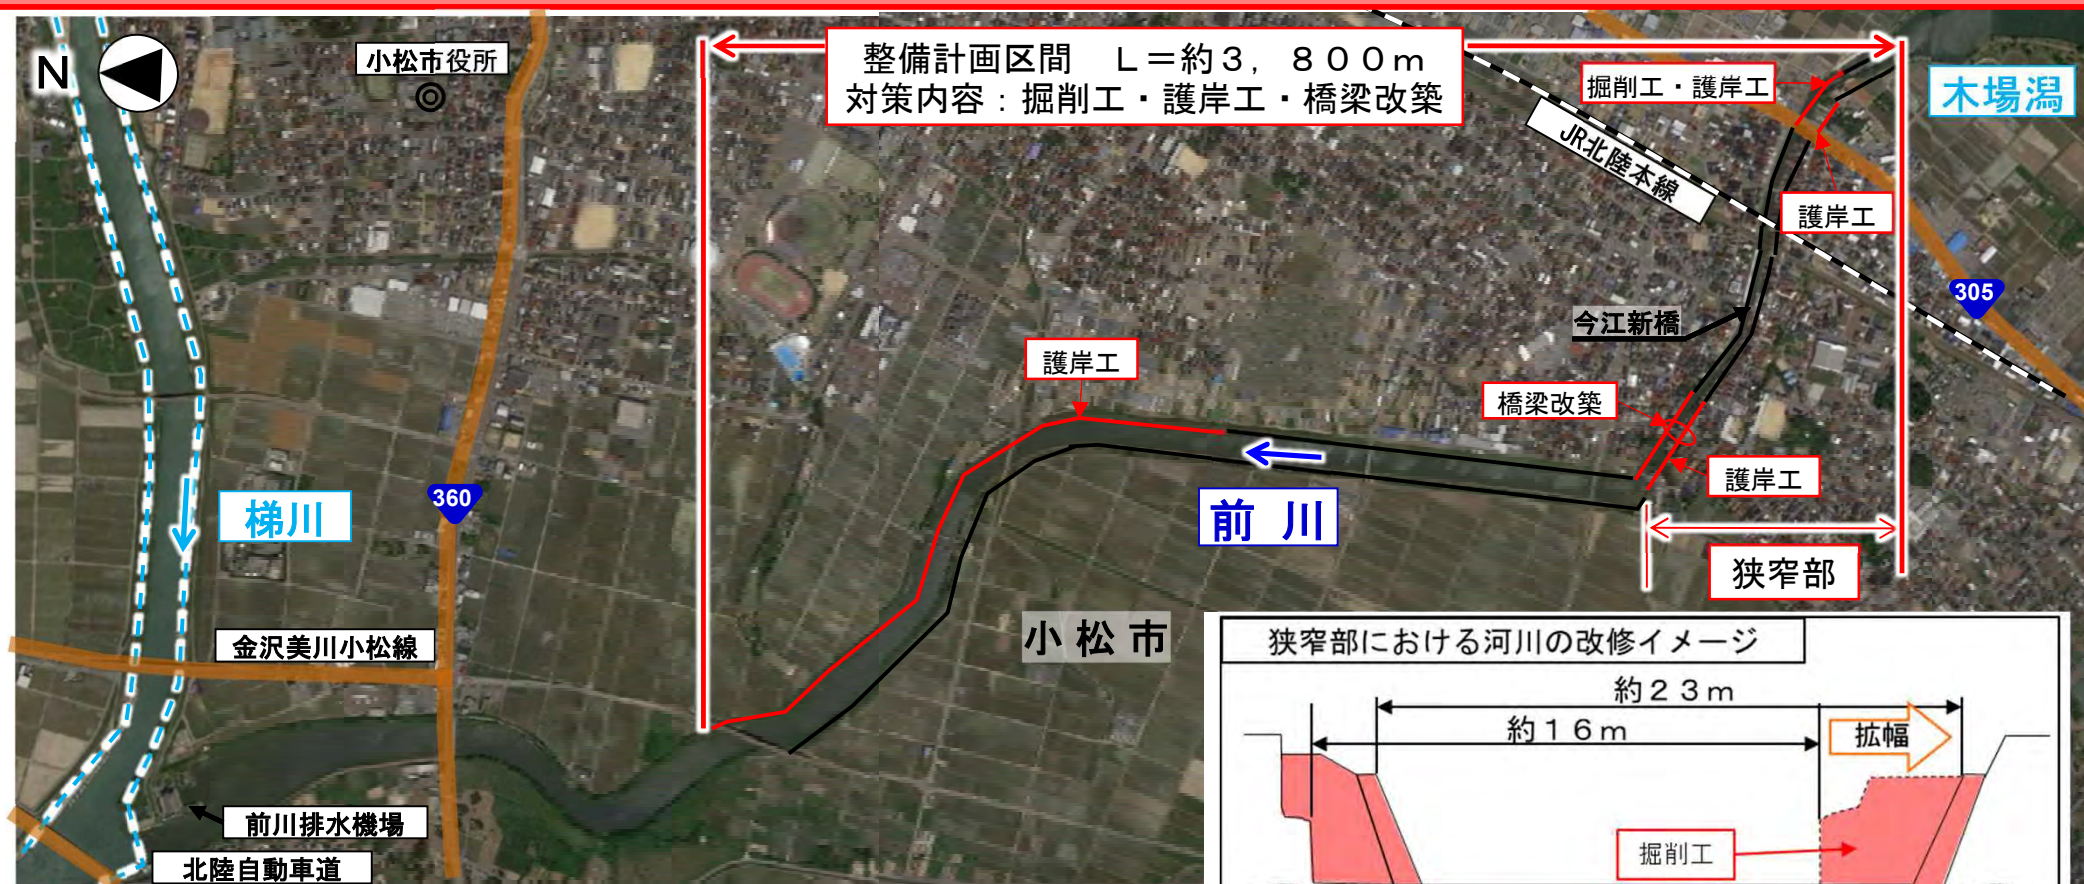 N
小松市役所
整備計画区間　Ｌ＝約３，８００ｍ
対策内容：掘削工・護岸工・橋梁改築
掘削工・護岸工
木場潟
JR北陸本線
護岸工
305
今江新橋
護岸工
橋梁改築
護岸工
360
梯川
前川
狭窄部
小松市
金沢美川小松線
前川排水機場
北陸自動車道
狭窄部における河川の改修イメージ
約２３ｍ
約１６ｍ
拡幅
掘削工